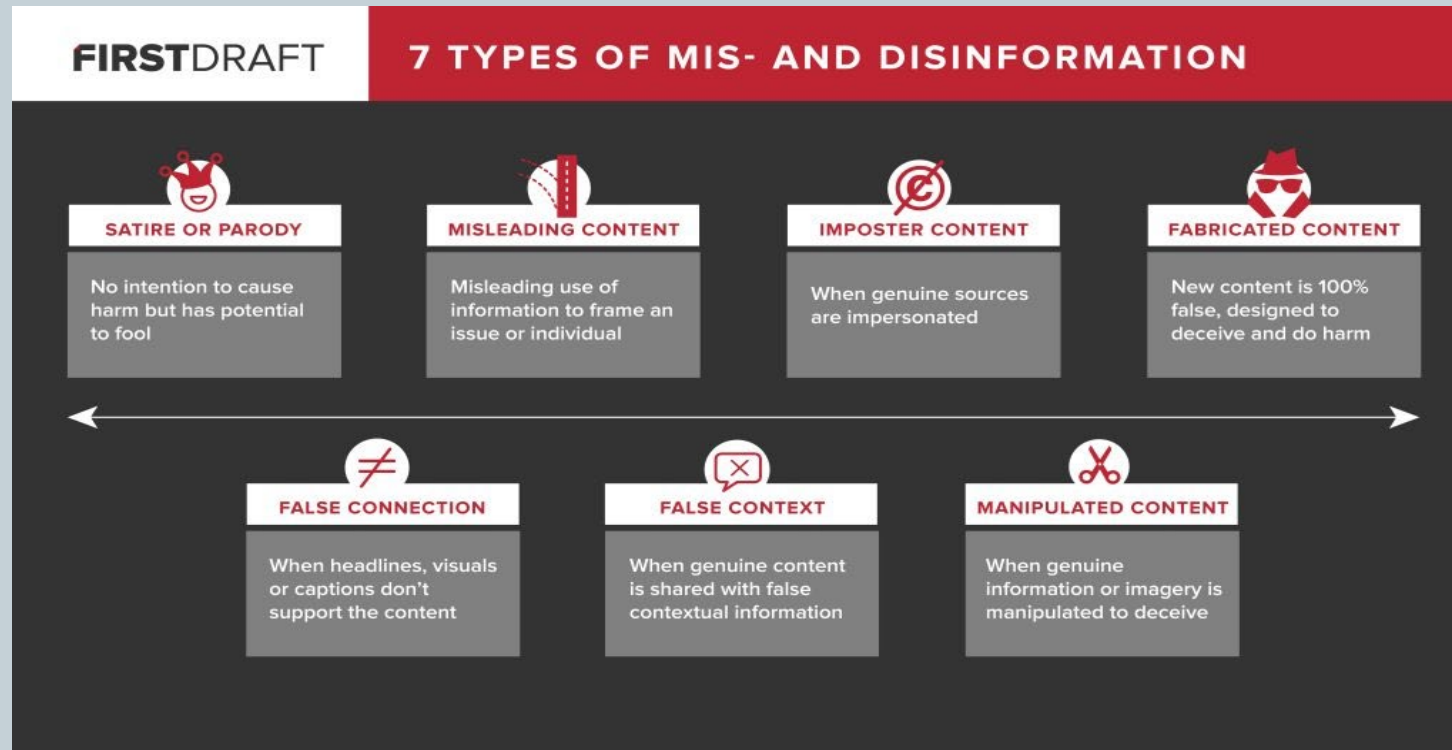 FIRSTDRAFT
7 TYPES OF MIS- AND DISINFORMATION
SATIRE OR PARODY
No intention to cause
harm but has potential
to fool
MISLEADING CONTENT
Misleading use of
information to frame an
issue or individual
IMPOSTER CONTENT
When genuine sources
are impersonated
FABRICATED CONTENT
New content is 100%
false, designed to
deceive and do harm
FALSE CONNECTION
When headlines, visuals
or captions don’t
support the content
FALSE CONTEXT
When genuine content
is shared with false
contextual information
MANIPULATED CONTENT
When genuine
information or imagery is
manipulated to deceive